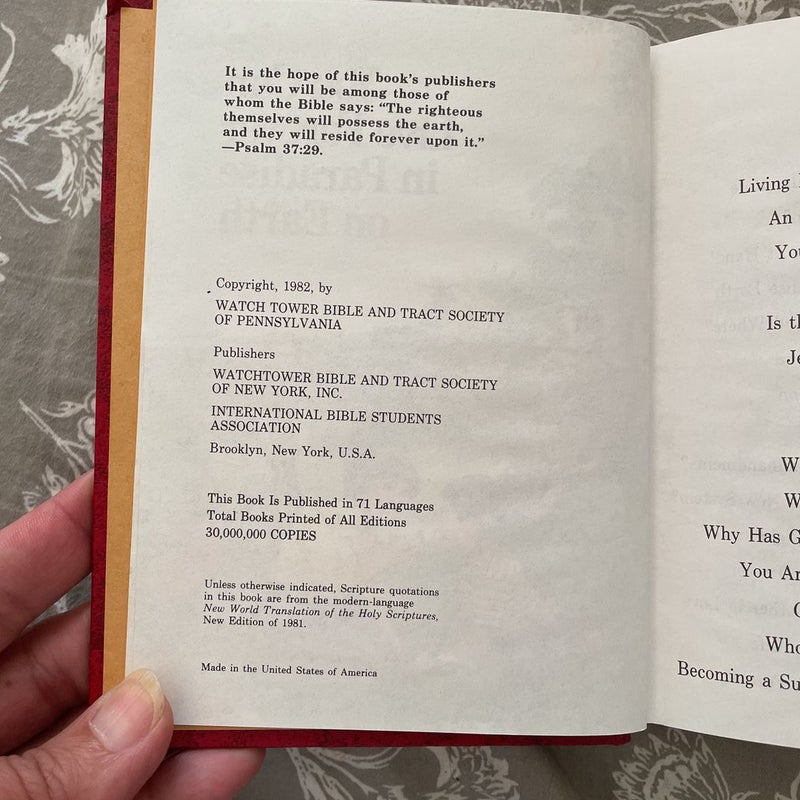 It is the hope of this book's publishers
that you will be among those of
whom the Bible says: “The righteous
themselves will possess the earth,
and they will reside forever upon it.”
—Psalm 37:29.
Copyright, 1982, by
WATCH TOWER BIBLE AND TRACT SOCIETY
OF PENNSYLVANIA
Publishers
WATCHTOWER BIBLE AND TRACT SOCIETY
OF NEW YORK, INC.
INTERNATIONAL BIBLE STUDENTS
ASSOCIATION
Brooklyn, New York, U.S.A.
This Book Is Published in 71 Languages
Total Books Printed of All Editions
30,000,000 COPIES
Unless otherwise indicated, Scripture quotations
in this book are from the modern-language
New World Translation of the Holy Scriptures,
New Edition of 1981.
Made in the United States of America
Living
An
Is
Why Has
You
Becoming a